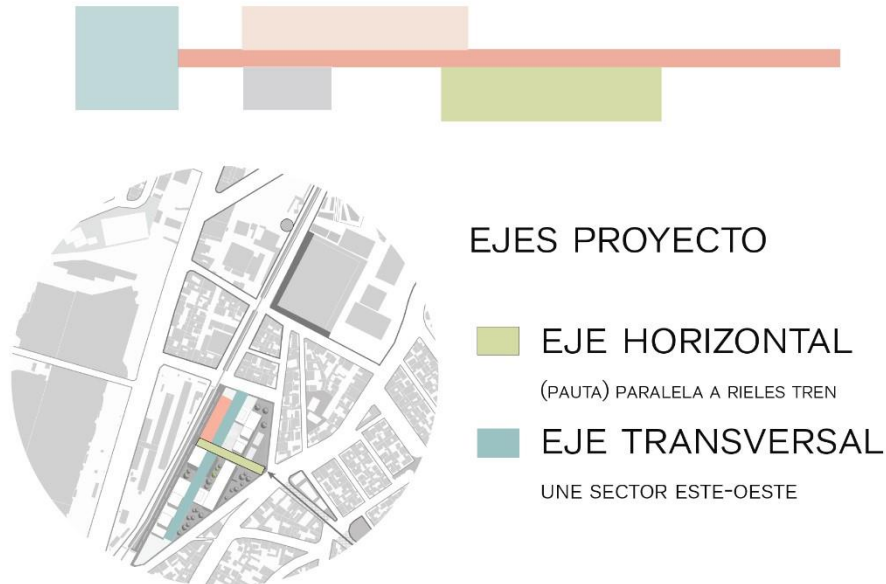 EJES PROYECTO
EJE HORIZONTAL
(PAUTA) PARALELA A RIELES TREN
EJE TRANSVERSAL
UNE SECTOR ESTE-OESTE